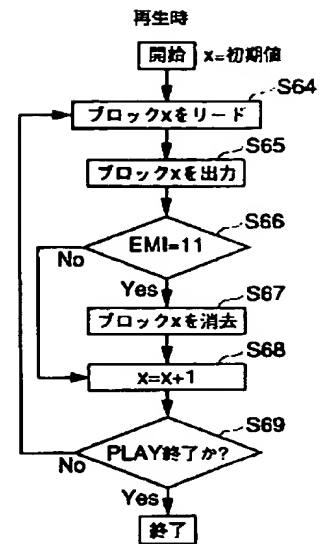 再生時
開始 x=初期値
S64
ブロックxをリード
S65
ブロックxを出力
S66
EMI=11
No
Yes
S67
ブロックxを消去
S68
x=x+1
S69
PLAY終了か?
No
Yes
終了